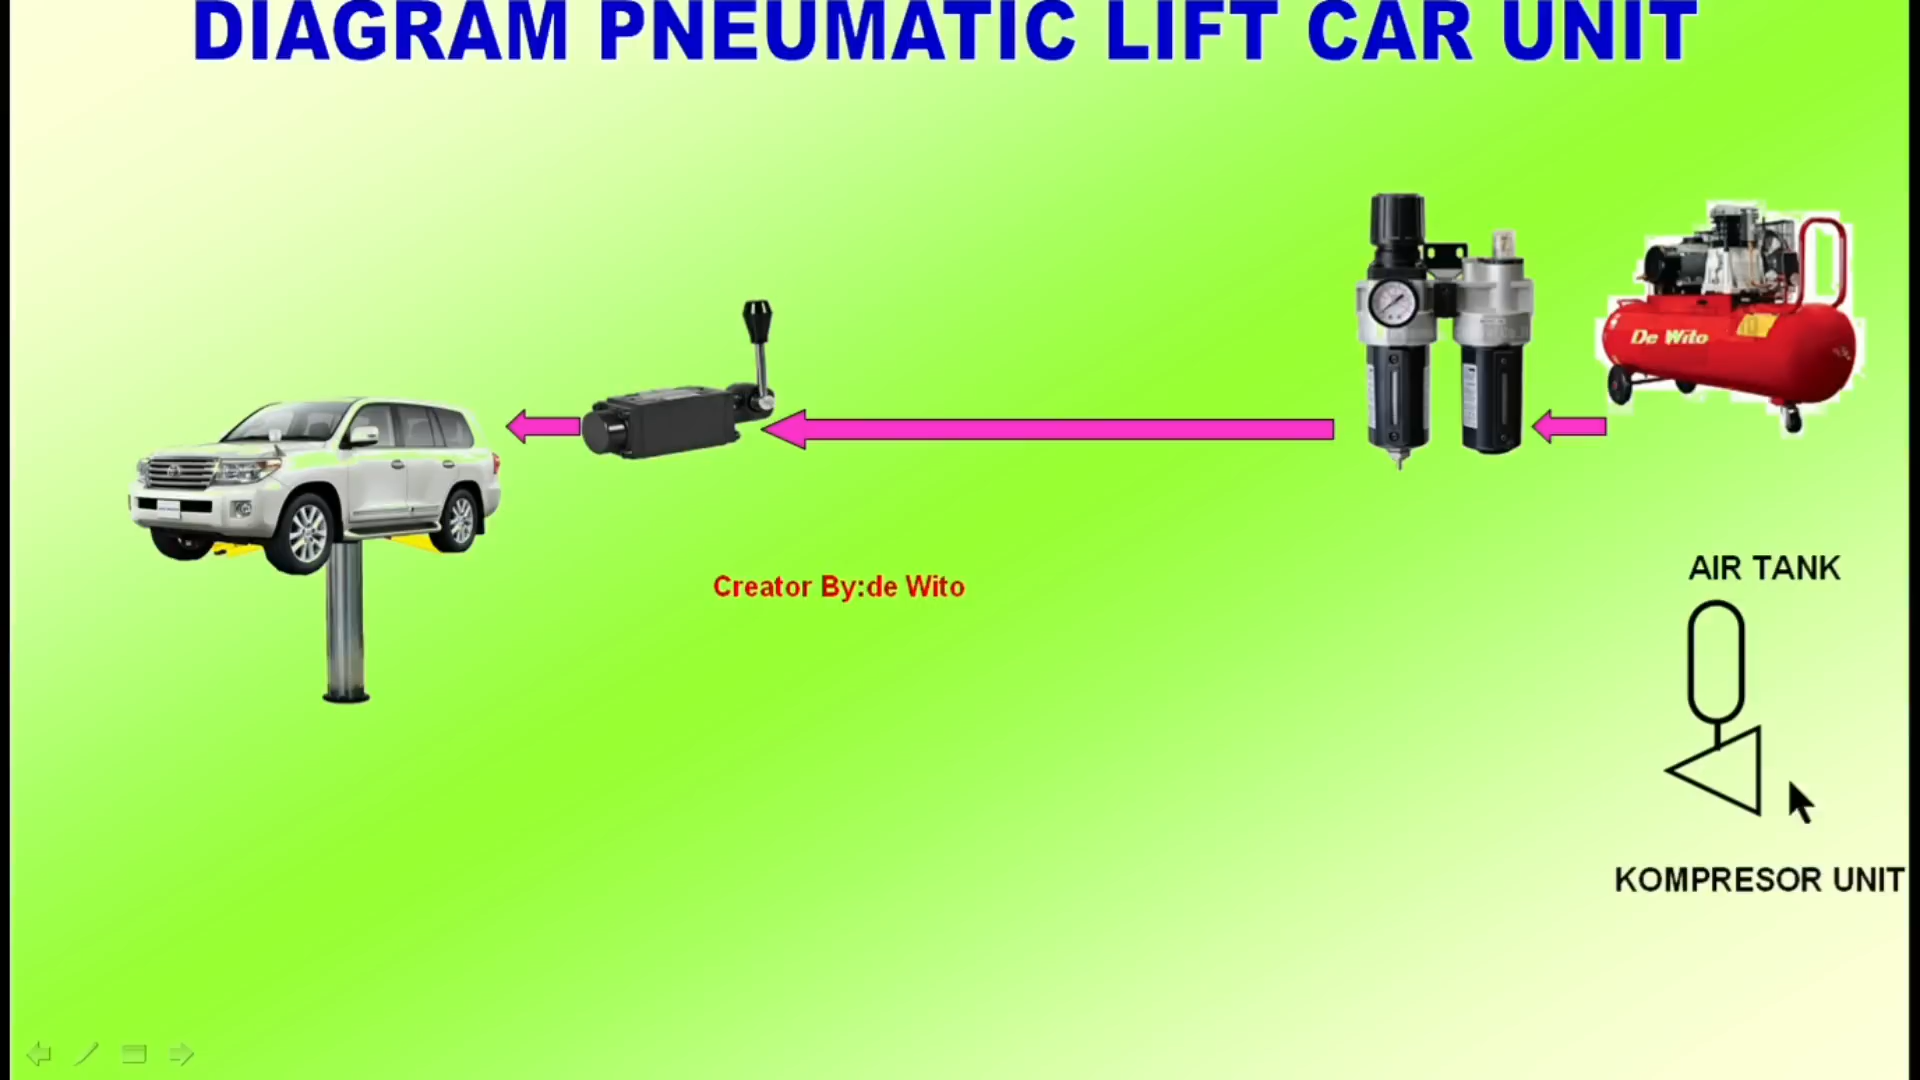 DIAGRAM PNEUMATIC LIFT CAR UNIT
De Wito
Creator By:de Wito
AIR TANK
KOMPRESOR UNIT